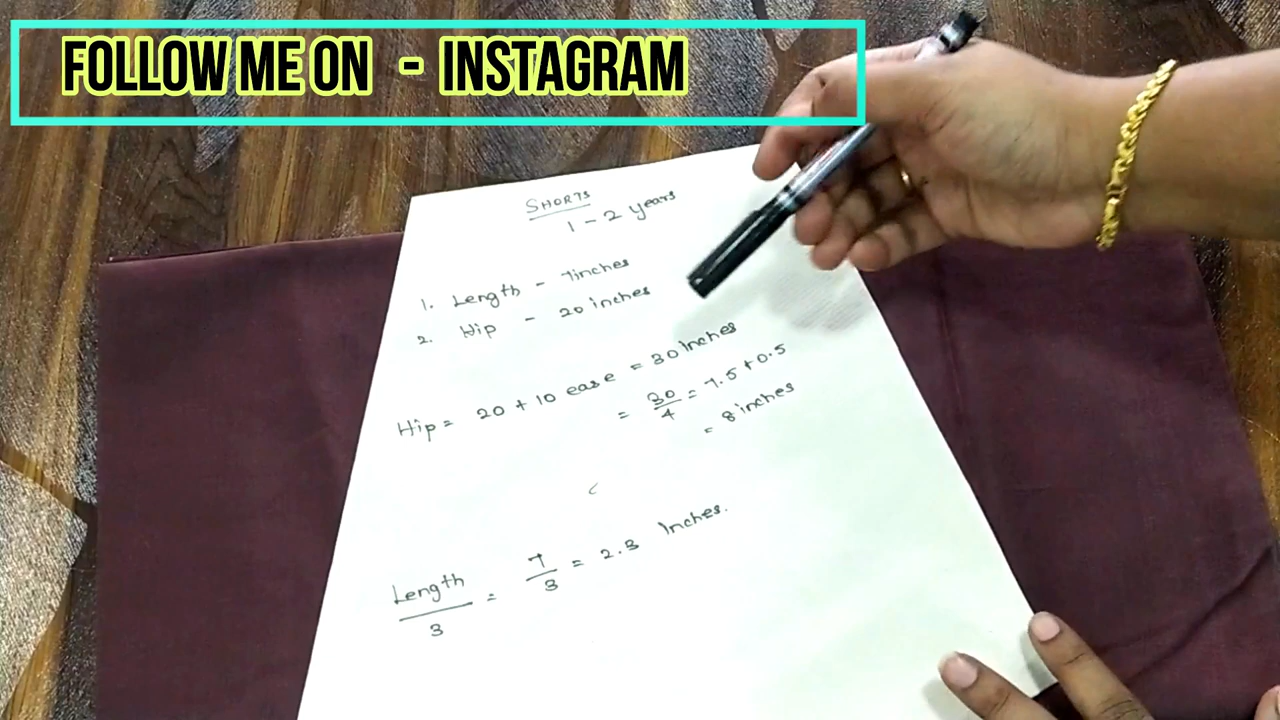 FOLLOW ME ON - INSTAGRAM
SHORTS
1 - 2 years
1. Length - 7inches
2. Hip - 20 inches
Hip = 20 + 10 ease = 30 inches
= 30/4 = 7.5 + 0.5
= 8 inches
Length/3 = 7/3 = 2.3 Inches.